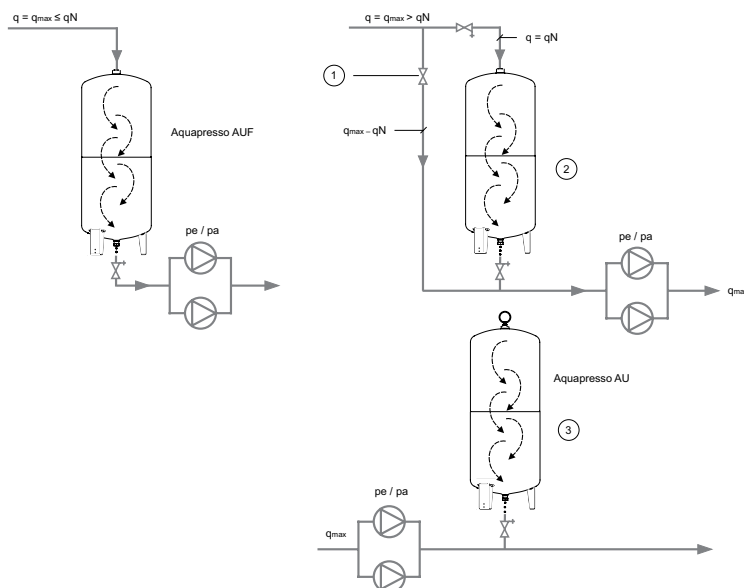 q = qmax ≤ qN
Aquapresso AUF
pe / pa
q = qmax > qN
q = qN
1
qmax – qN
2
pe / pa
qma
Aquapresso AU
3
pe / pa
qmax